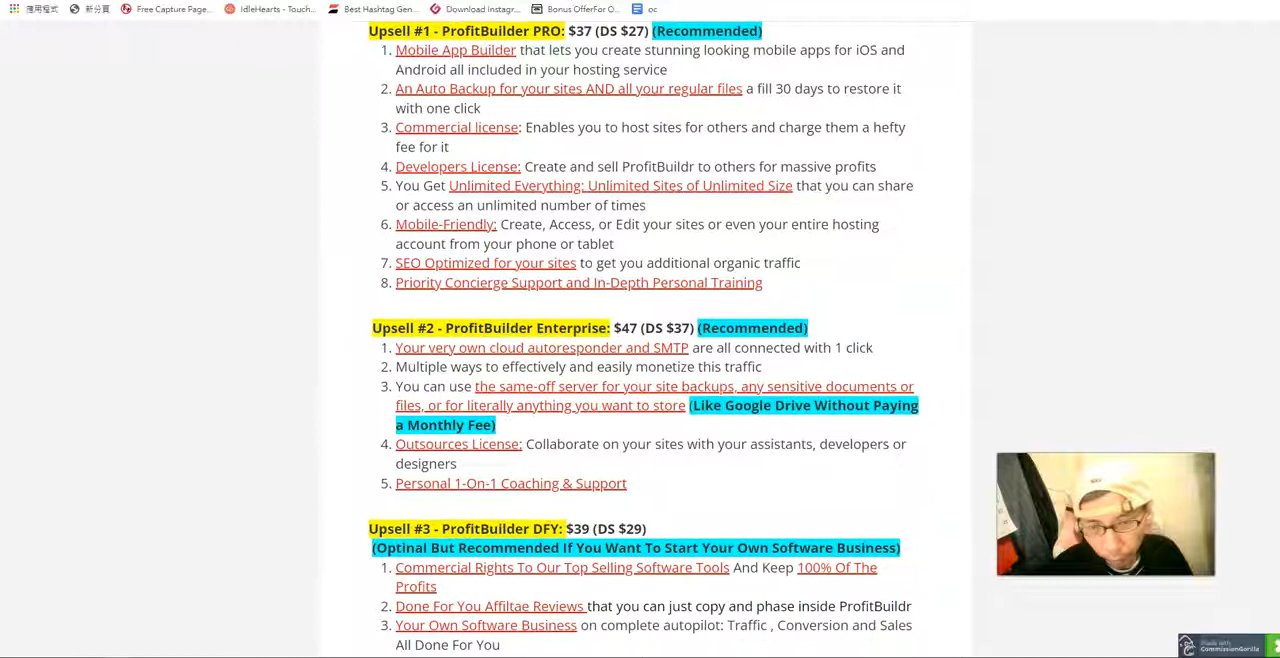 應用程式 新分頁 Free Capture Page... IdleHearts - Touch... Best Hashtag Gen... Download Instagr... Bonus OfferFor O... oc
Upsell #1 - ProfitBuilder PRO: $37 (DS $27) (Recommended)
1. Mobile App Builder that lets you create stunning looking mobile apps for iOS and
Android all included in your hosting service
2. An Auto Backup for your sites AND all your regular files a fill 30 days to restore it
with one click
3. Commercial license: Enables you to host sites for others and charge them a hefty
fee for it
4. Developers License: Create and sell ProfitBuildr to others for massive profits
5. You Get Unlimited Everything: Unlimited Sites of Unlimited Size that you can share
or access an unlimited number of times
6. Mobile-Friendly: Create, Access, or Edit your sites or even your entire hosting
account from your phone or tablet
7. SEO Optimized for your sites to get you additional organic traffic
8. Priority Concierge Support and In-Depth Personal Training
Upsell #2 - ProfitBuilder Enterprise: $47 (DS $37) (Recommended)
1. Your very own cloud autoresponder and SMTP are all connected with 1 click
2. Multiple ways to effectively and easily monetize this traffic
3. You can use the same-off server for your site backups, any sensitive documents or
files, or for literally anything you want to store (Like Google Drive Without Paying
a Monthly Fee)
4. Outsources License: Collaborate on your sites with your assistants, developers or
designers
5. Personal 1-On-1 Coaching & Support
Upsell #3 - ProfitBuilder DFY: $39 (DS $29)
(Optinal But Recommended If You Want To Start Your Own Software Business)
1. Commercial Rights To Our Top Selling Software Tools And Keep 100% Of The
Profits
2. Done For You Affiltae Reviews that you can just copy and phase inside ProfitBuildr
3. Your Own Software Business on complete autopilot: Traffic , Conversion and Sales
All Done For You
made with
CommissionGorilla